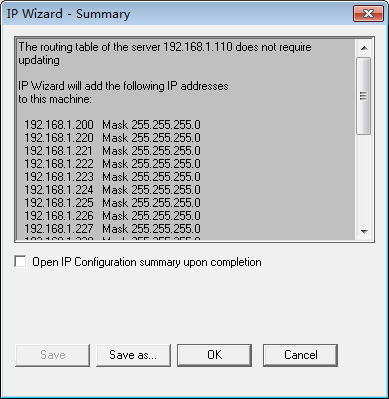 IP Wizard - Summary
The routing table of the server 192.168.1.110 does not require
updating
IP Wizard will add the following IP addresses
to this machine:
192.168.1.200 Mask 255.255.255.0
192.168.1.220 Mask 255.255.255.0
192.168.1.221 Mask 255.255.255.0
192.168.1.222 Mask 255.255.255.0
192.168.1.223 Mask 255.255.255.0
192.168.1.224 Mask 255.255.255.0
192.168.1.225 Mask 255.255.255.0
192.168.1.226 Mask 255.255.255.0
192.168.1.227 Mask 255.255.255.0
Open IP Configuration summary upon completion
Save
Save as...
OK
Cancel